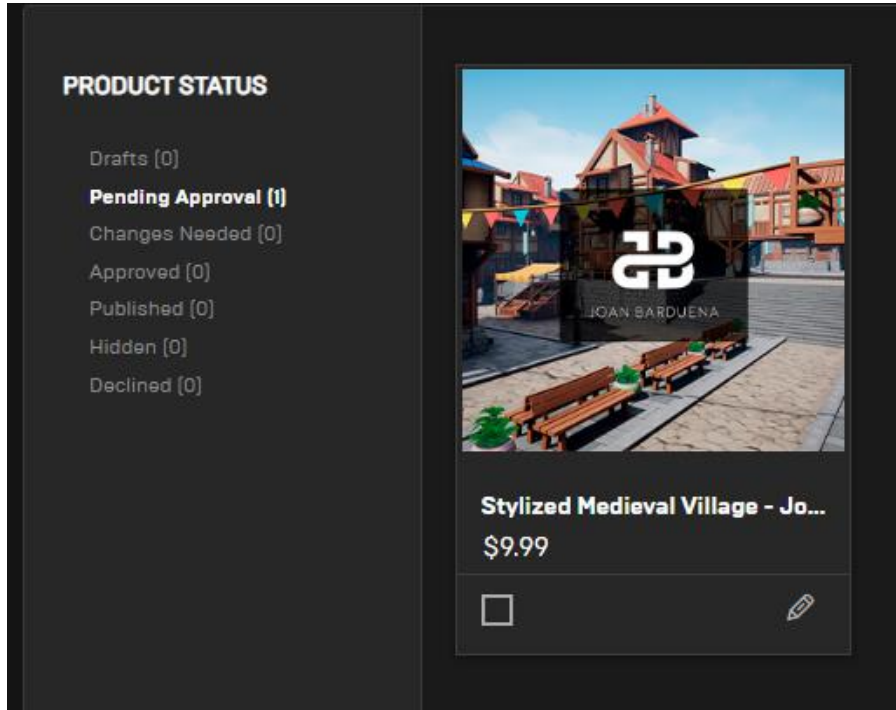 PRODUCT STATUS
Drafts (0)
Pending Approval (1)
Changes Needed (0)
Approved (0)
Published (0)
Hidden (0)
Declined (0)
JOAN BARDUENA
Stylized Medieval Village - Jo...
$9.99